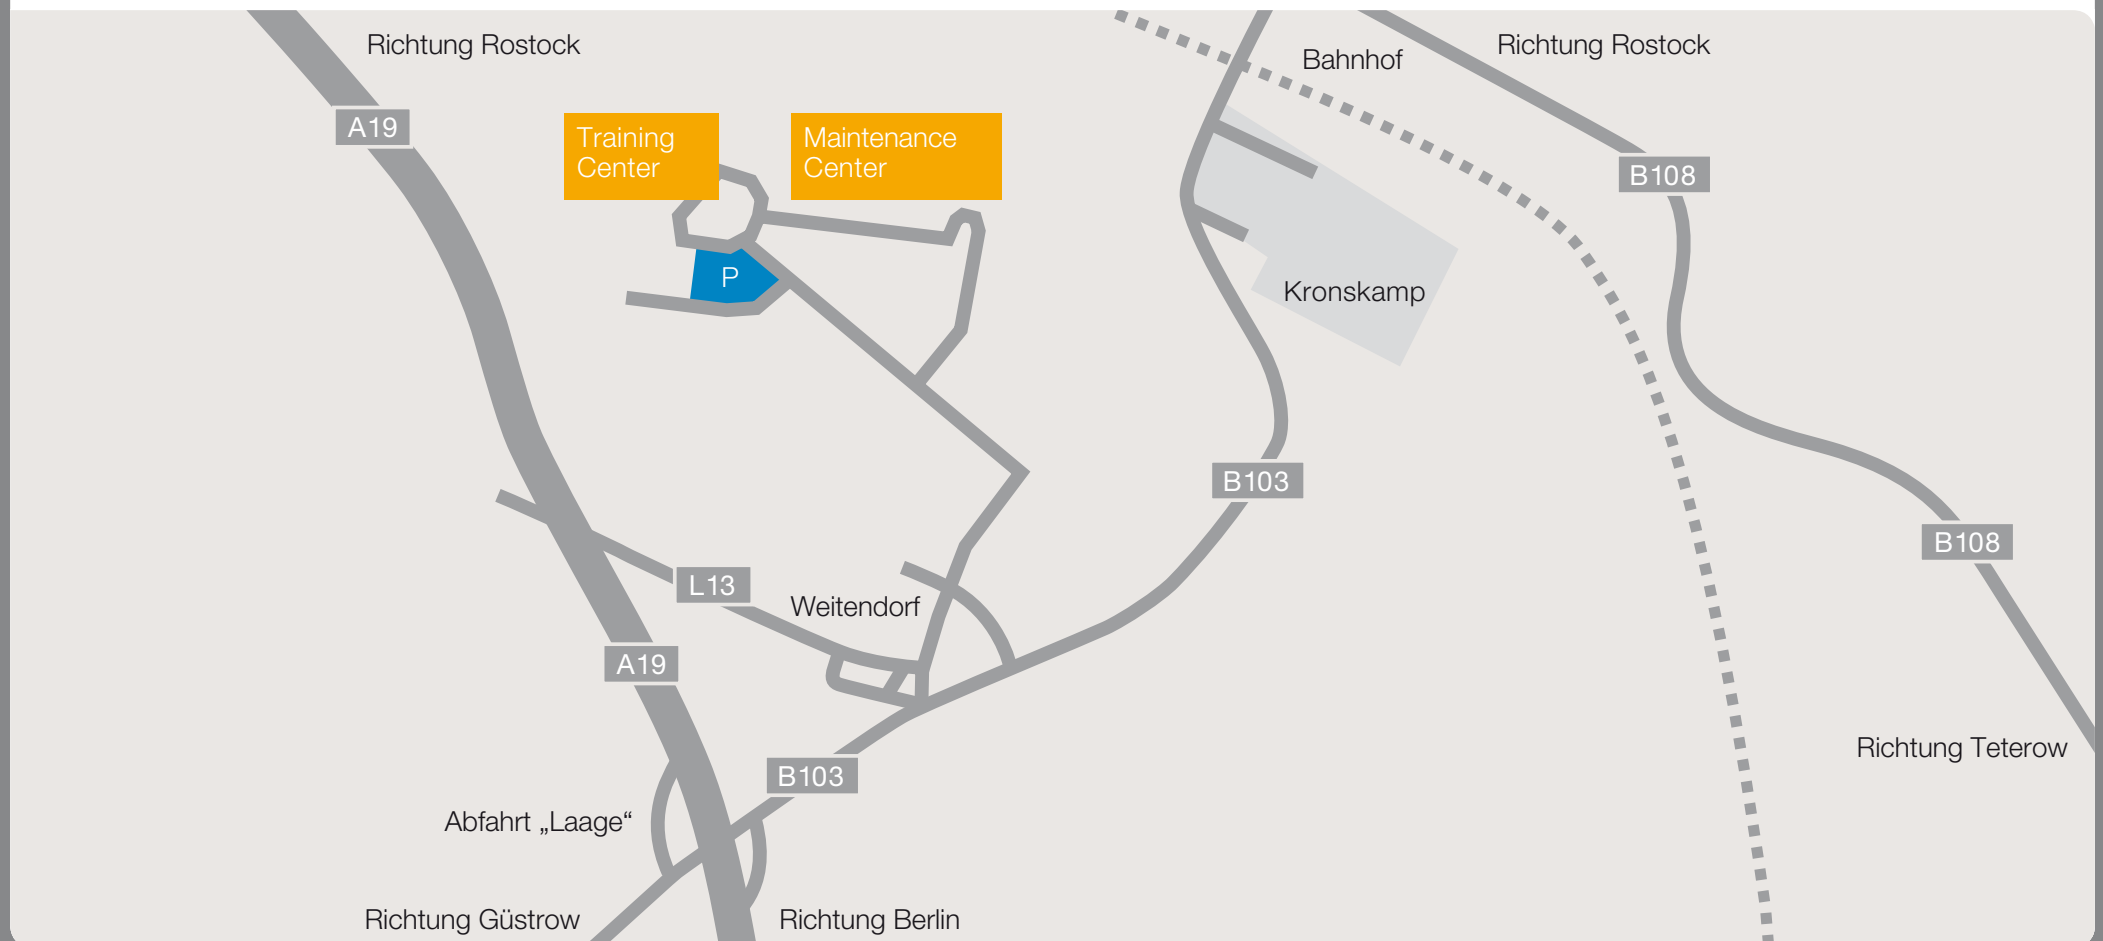 Richtung Rostock
Bahnhof
Richtung Rostock
A19
Training
Center
Maintenance
Center
B108
P
Kronskamp
B103
B108
L13
Weitendorf
A19
Richtung Teterow
B103
Abfahrt „Laage“
Richtung Güstrow
Richtung Berlin